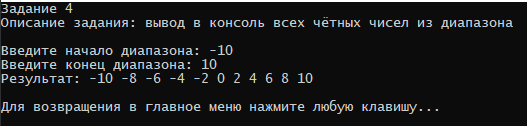 Задание 4
Описание задания: вывод в консоль всех чётных чисел из диапазона
Введите начало диапазона: -10
Введите конец диапазона: 10
Результат: -10 -8 -6 -4 -2 0 2 4 6 8 10
Для возвращения в главное меню нажмите любую клавишу...